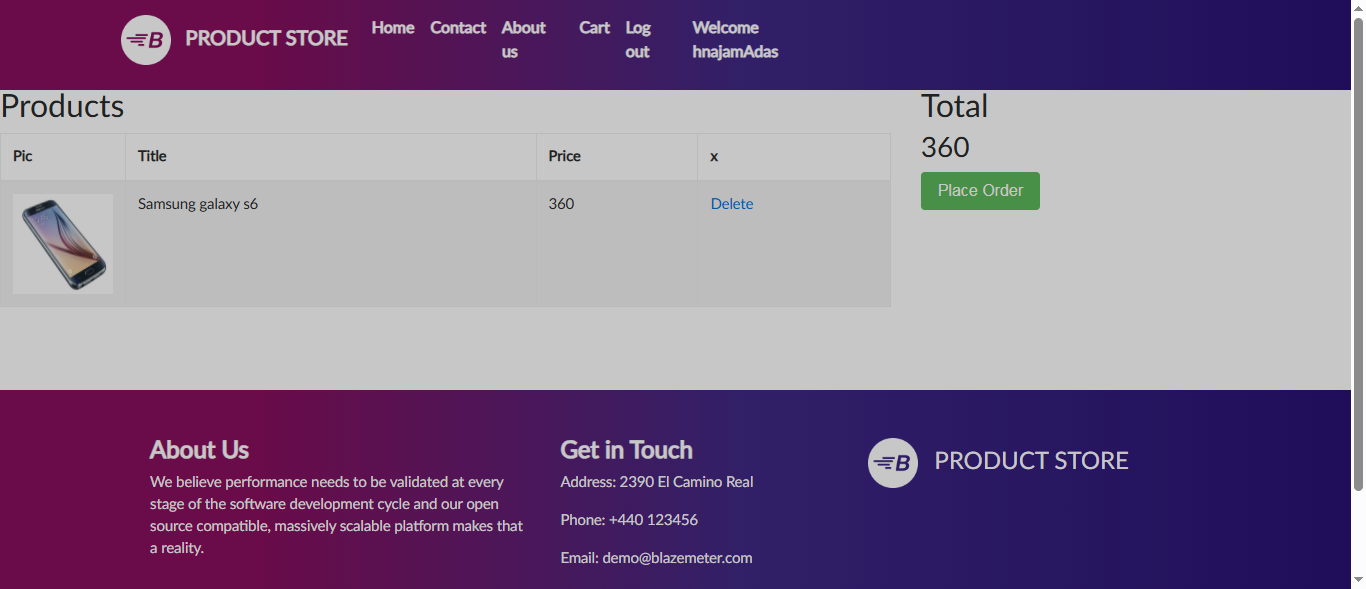 B PRODUCT STORE Home Contact About us Cart Log out Welcome hnajamAdas
Products
Pic Title Price x
Samsung galaxy s6 360 Delete
Total
360
Place Order
About Us
We believe performance needs to be validated at every
stage of the software development cycle and our open
source compatible, massively scalable platform makes that
a reality.
Get in Touch
Address: 2390 El Camino Real
Phone: +440 123456
Email: demo@blazemeter.com
B PRODUCT STORE